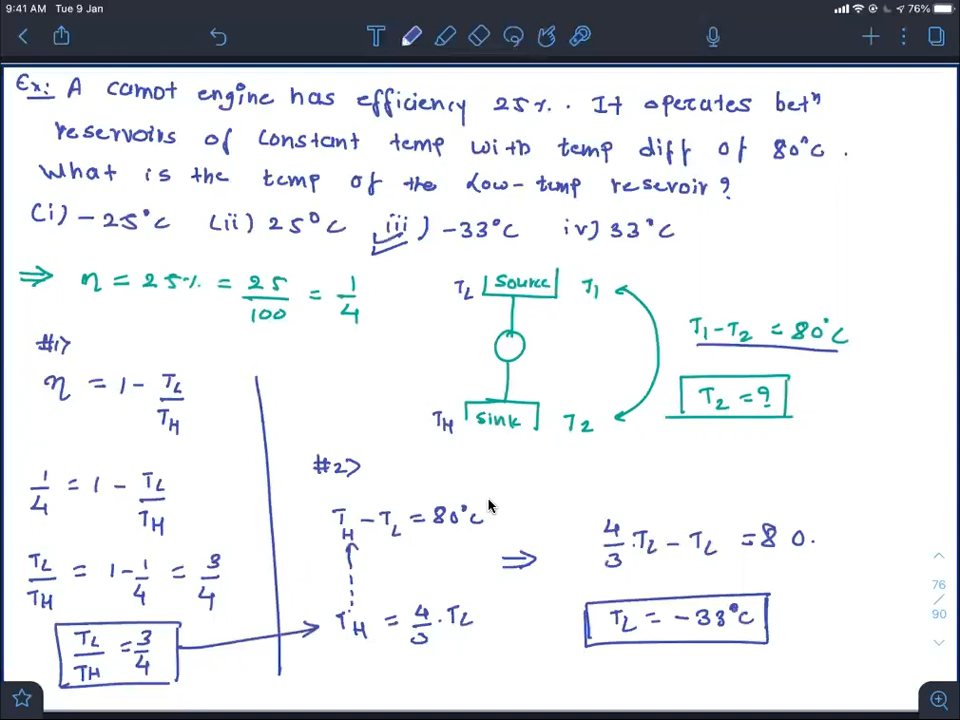 9:41 AM Tue 9 Jan
76%
Ex: A carnot engine has efficiency 25%. It operates betⁿ
reservoirs of constant temp with temp diff of 80°C.
What is the temp of the low-temp reservoir?
(i) -25°C (ii) 25°C iii) -33°C iv) 33°C
⇒ η = 25% = 25/100 = 1/4
TL Source T1
T1-T2 = 80°C
T2 = ?
TH Sink T2
#1>
η = 1 - TL/TH
1/4 = 1 - TL/TH
TL/TH = 1 - 1/4 = 3/4
TL/TH = 3/4
#2>
TH - TL = 80°C
TH = 4/3 · TL
⇒ 4/3 · TL - TL = 80.
TL = -33°C
76
/
90